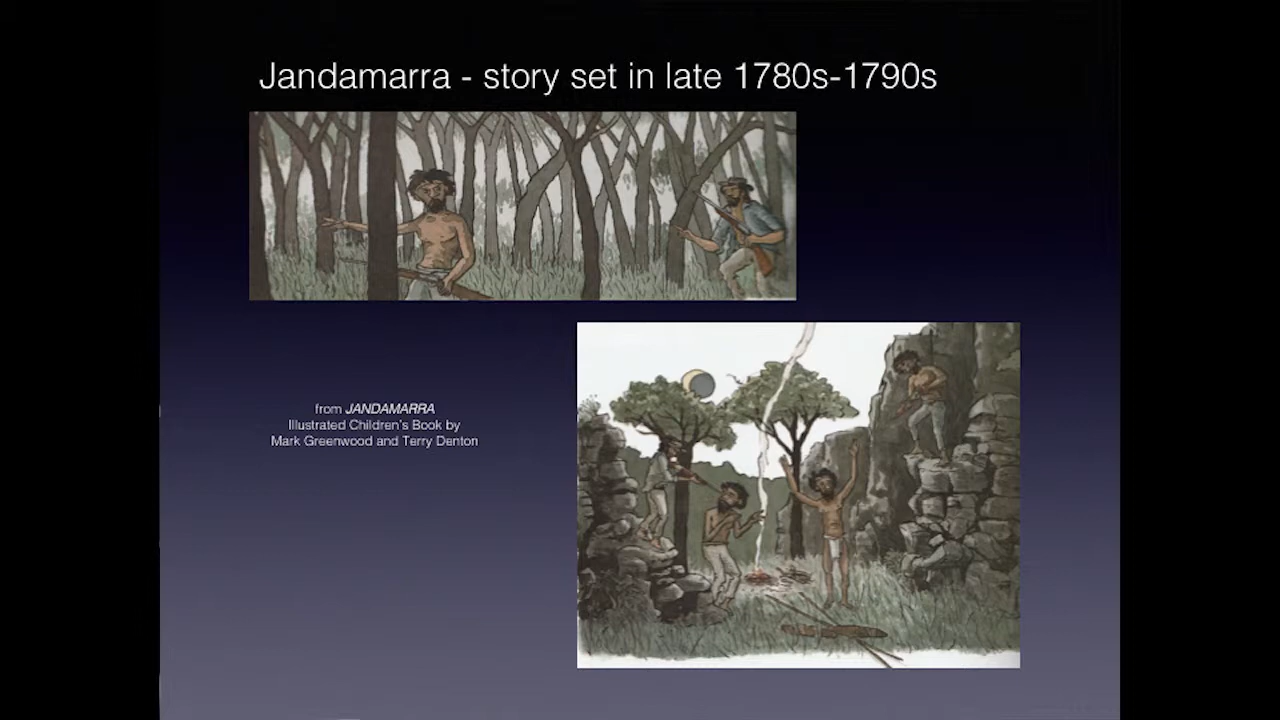 Jandamarra - story set in late 1780s-1790s
from JANDAMARRA
Illustrated Children's Book by
Mark Greenwood and Terry Denton